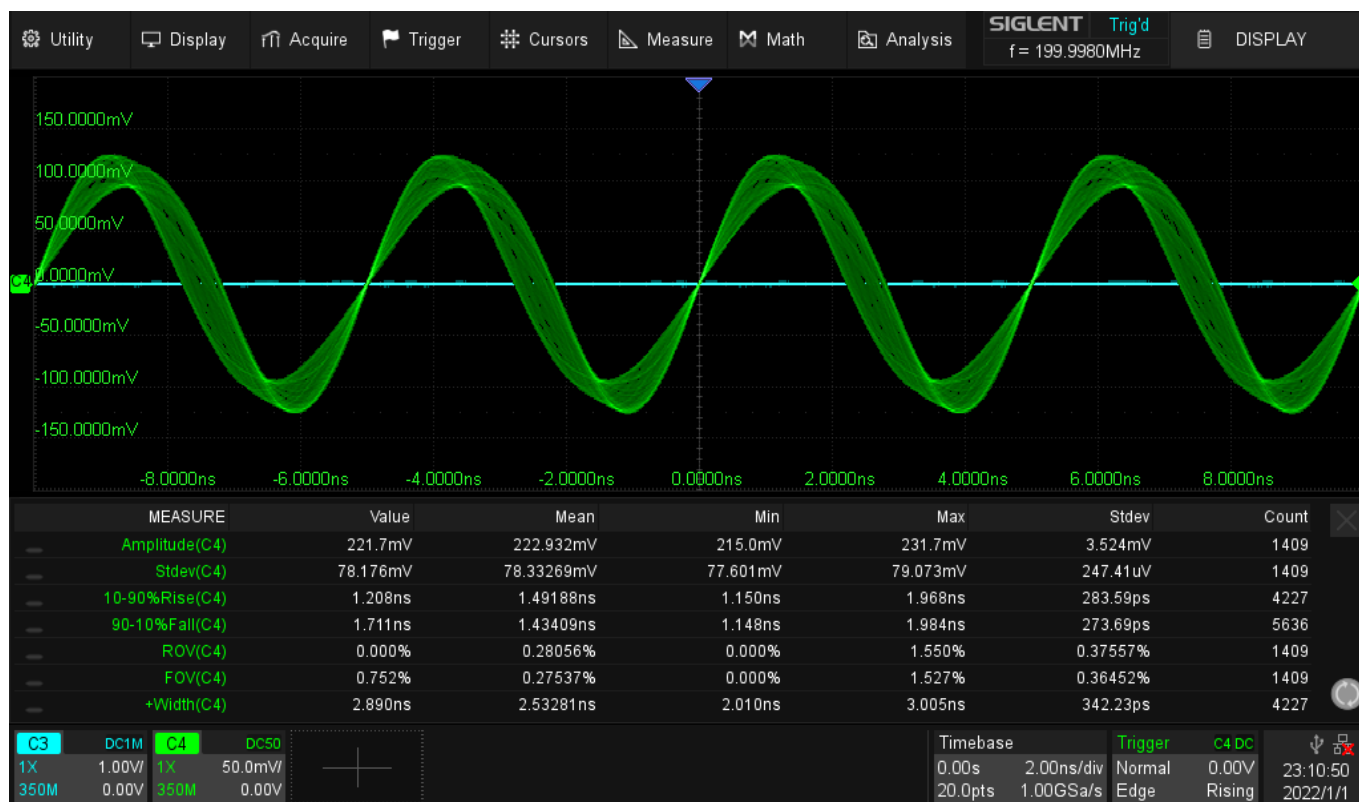 Utility Display Acquire Trigger Cursors Measure Math Analysis SIGLENT Trig'd DISPLAY
f = 199.9980MHz
150.0000mV
100.0000mV
50.0000mV
C4 0.0000mV
-50.0000mV
-100.0000mV
-150.0000mV
-8.0000ns -6.0000ns -4.0000ns -2.0000ns 0.0000ns 2.0000ns 4.0000ns 6.0000ns 8.0000ns
MEASURE Value Mean Min Max Stdev Count
Amplitude(C4) 221.7mV 222.932mV 215.0mV 231.7mV 3.524mV 1409
Stdev(C4) 78.176mV 78.33269mV 77.601mV 79.073mV 247.41uV 1409
10-90%Rise(C4) 1.208ns 1.49188ns 1.150ns 1.968ns 283.59ps 4227
90-10%Fall(C4) 1.711ns 1.43409ns 1.148ns 1.984ns 273.69ps 5636
ROV(C4) 0.000% 0.28056% 0.000% 1.550% 0.37557% 1409
FOV(C4) 0.752% 0.27537% 0.000% 1.527% 0.36452% 1409
+Width(C4) 2.890ns 2.53281ns 2.010ns 3.005ns 342.23ps 4227
C3 DC1M C4 DC50 Timebase Trigger C4 DC
1X 1.00V/ 1X 50.0mV/ 0.00s 2.00ns/div Normal 0.00V 23:10:50
350M 0.00V 350M 0.00V 20.0pts 1.00GSa/s Edge Rising 2022/1/1